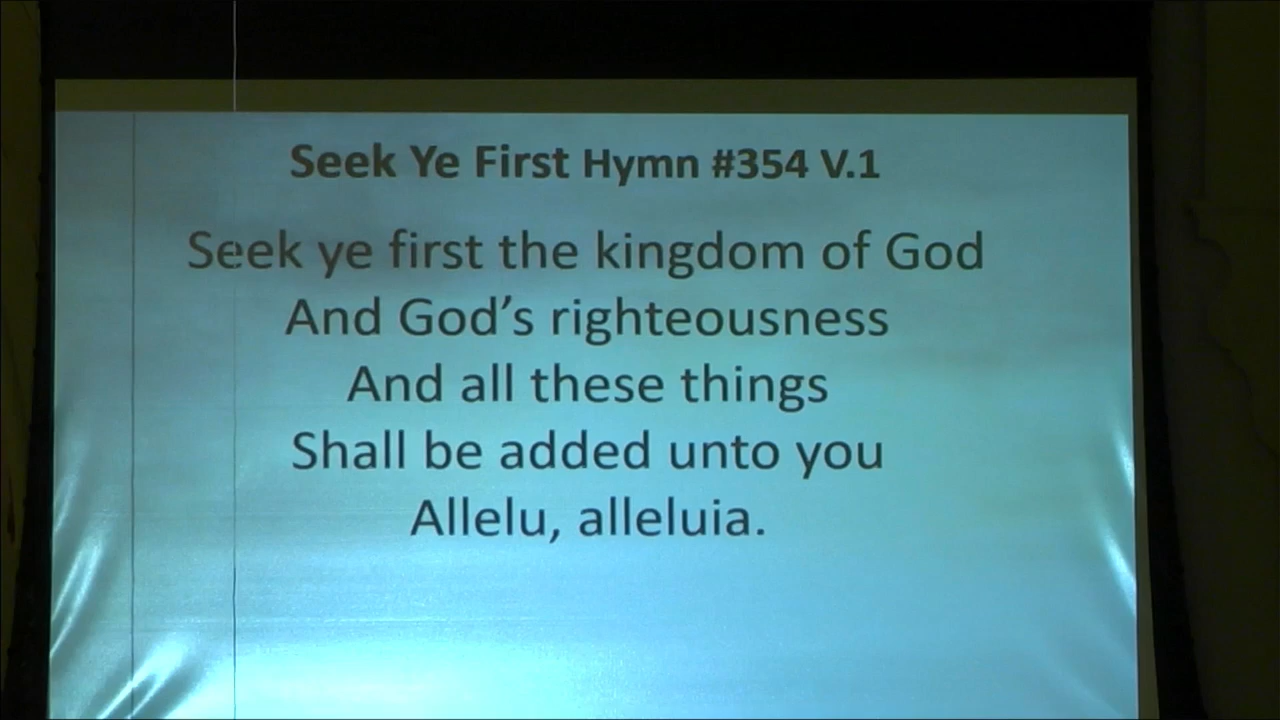 Seek Ye First Hymn #354 V.1
Seek ye first the kingdom of God
And God's righteousness
And all these things
Shall be added unto you
Allelu, alleluia.